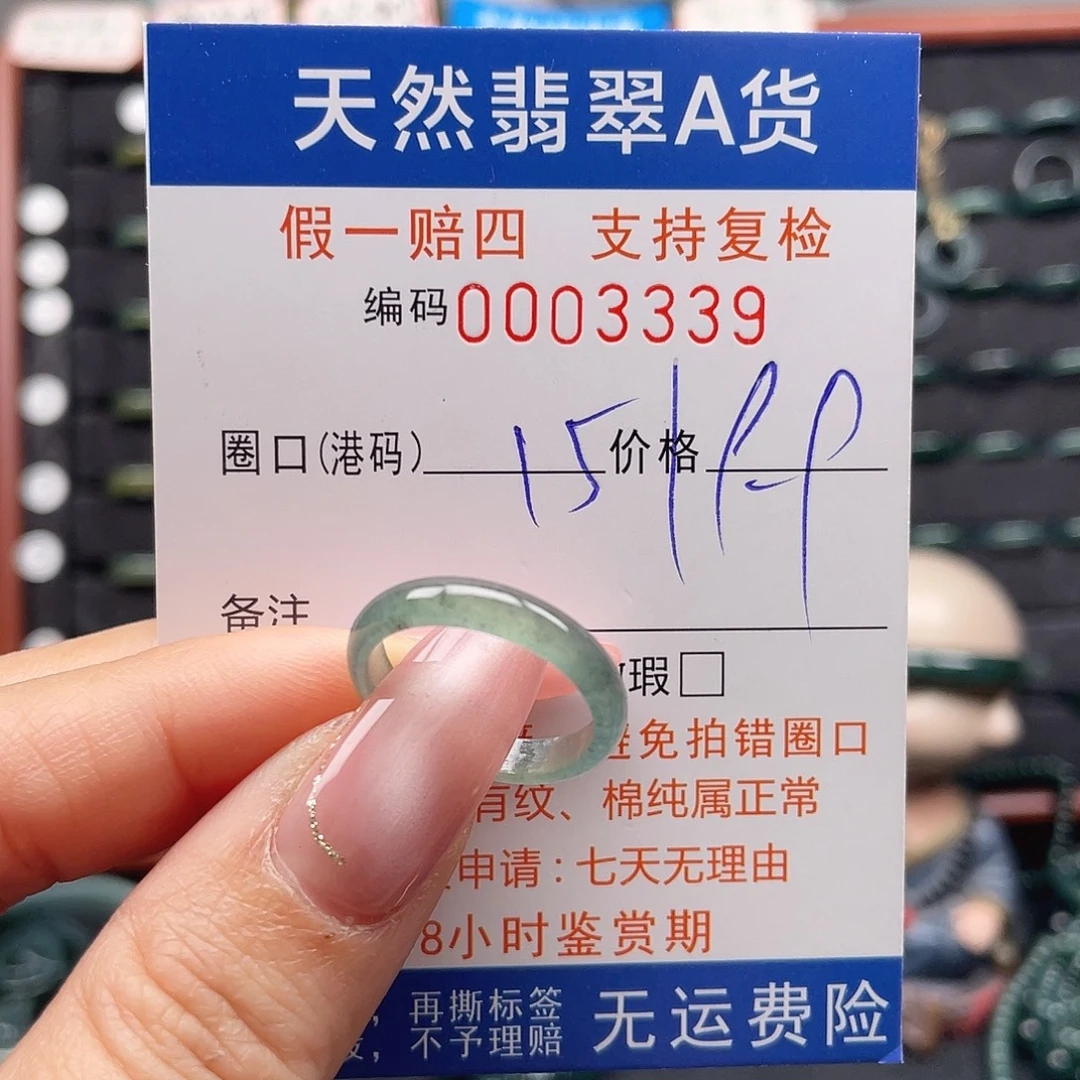 天然翡翠A货
假一赔四 支持复检
编码0003339
圈口(港码) 15 价格
备注
瑕□
免拍错圈口
有纹、棉纯属正常
申请：七天无理由
8小时鉴赏期
，再撕标签
，不予理赔
无运费险